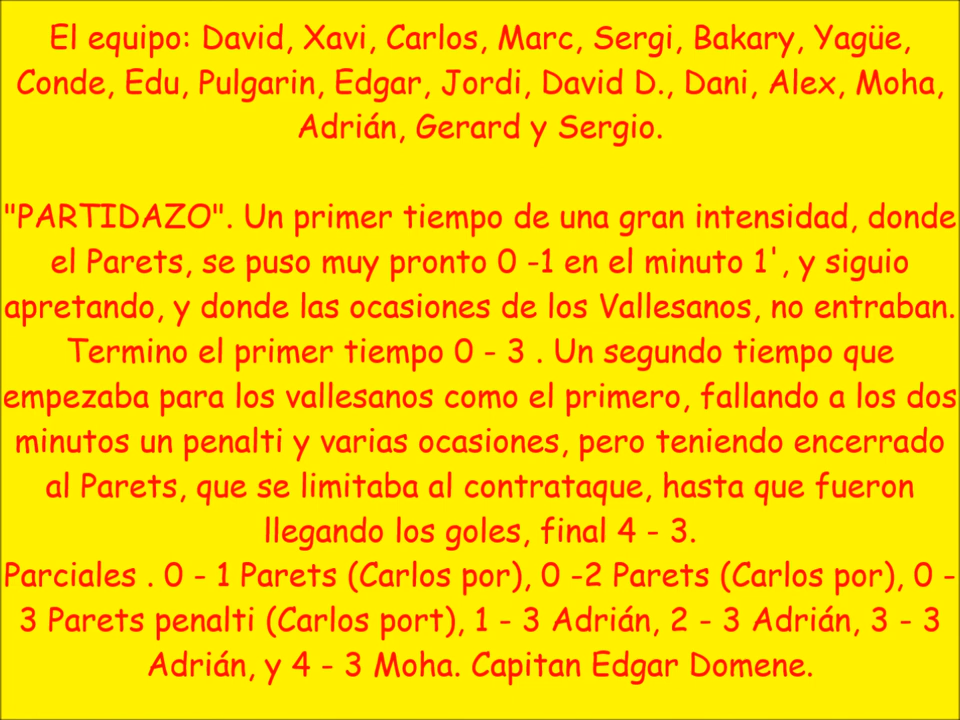 El equipo: David, Xavi, Carlos, Marc, Sergi, Bakary, Yagüe,
Conde, Edu, Pulgarin, Edgar, Jordi, David D., Dani, Alex, Moha,
Adrián, Gerard y Sergio.
"PARTIDAZO". Un primer tiempo de una gran intensidad, donde
el Parets, se puso muy pronto 0 -1 en el minuto 1', y siguio
apretando, y donde las ocasiones de los Vallesanos, no entraban.
Termino el primer tiempo 0 - 3 . Un segundo tiempo que
empezaba para los vallesanos como el primero, fallando a los dos
minutos un penalti y varias ocasiones, pero teniendo encerrado
al Parets, que se limitaba al contrataque, hasta que fueron
llegando los goles, final 4 - 3.
Parciales . 0 - 1 Parets (Carlos por), 0 -2 Parets (Carlos por), 0 -
3 Parets penalti (Carlos port), 1 - 3 Adrián, 2 - 3 Adrián, 3 - 3
Adrián, y 4 - 3 Moha. Capitan Edgar Domene.